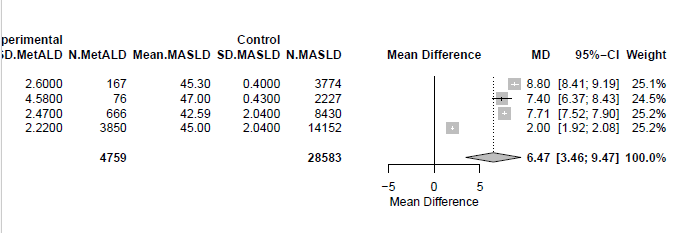 perimental Control
SD.MetALD N.MetALD Mean.MASLD SD.MASLD N.MASLD Mean Difference MD 95%−CI Weight
2.6000 167 45.30 0.4000 3774 8.80 [8.41; 9.19] 25.1%
4.5800 76 47.00 0.4300 2227 7.40 [6.37; 8.43] 24.5%
2.4700 666 42.59 2.0400 8430 7.71 [7.52; 7.90] 25.2%
2.2200 3850 45.00 2.0400 14152 2.00 [1.92; 2.08] 25.2%
4759 28583 6.47 [3.46; 9.47] 100.0%
−5 0 5
Mean Difference